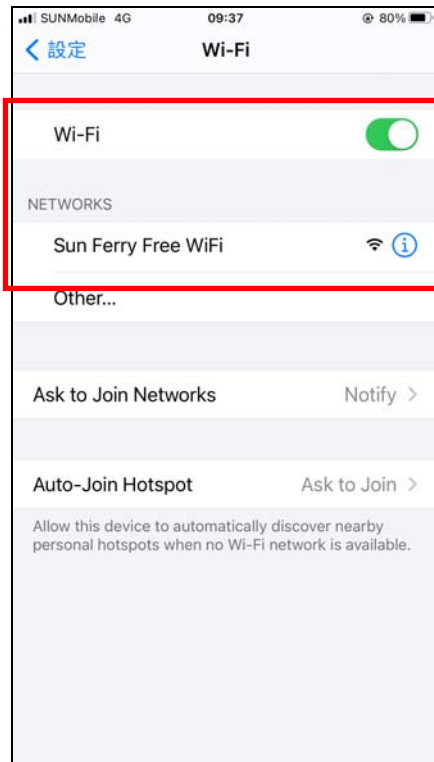 SUNMobile 4G 09:37 80%
設定 Wi-Fi
Wi-Fi
NETWORKS
Sun Ferry Free WiFi
Other...
Ask to Join Networks Notify
Auto-Join Hotspot Ask to Join
Allow this device to automatically discover nearby
personal hotspots when no Wi-Fi network is available.